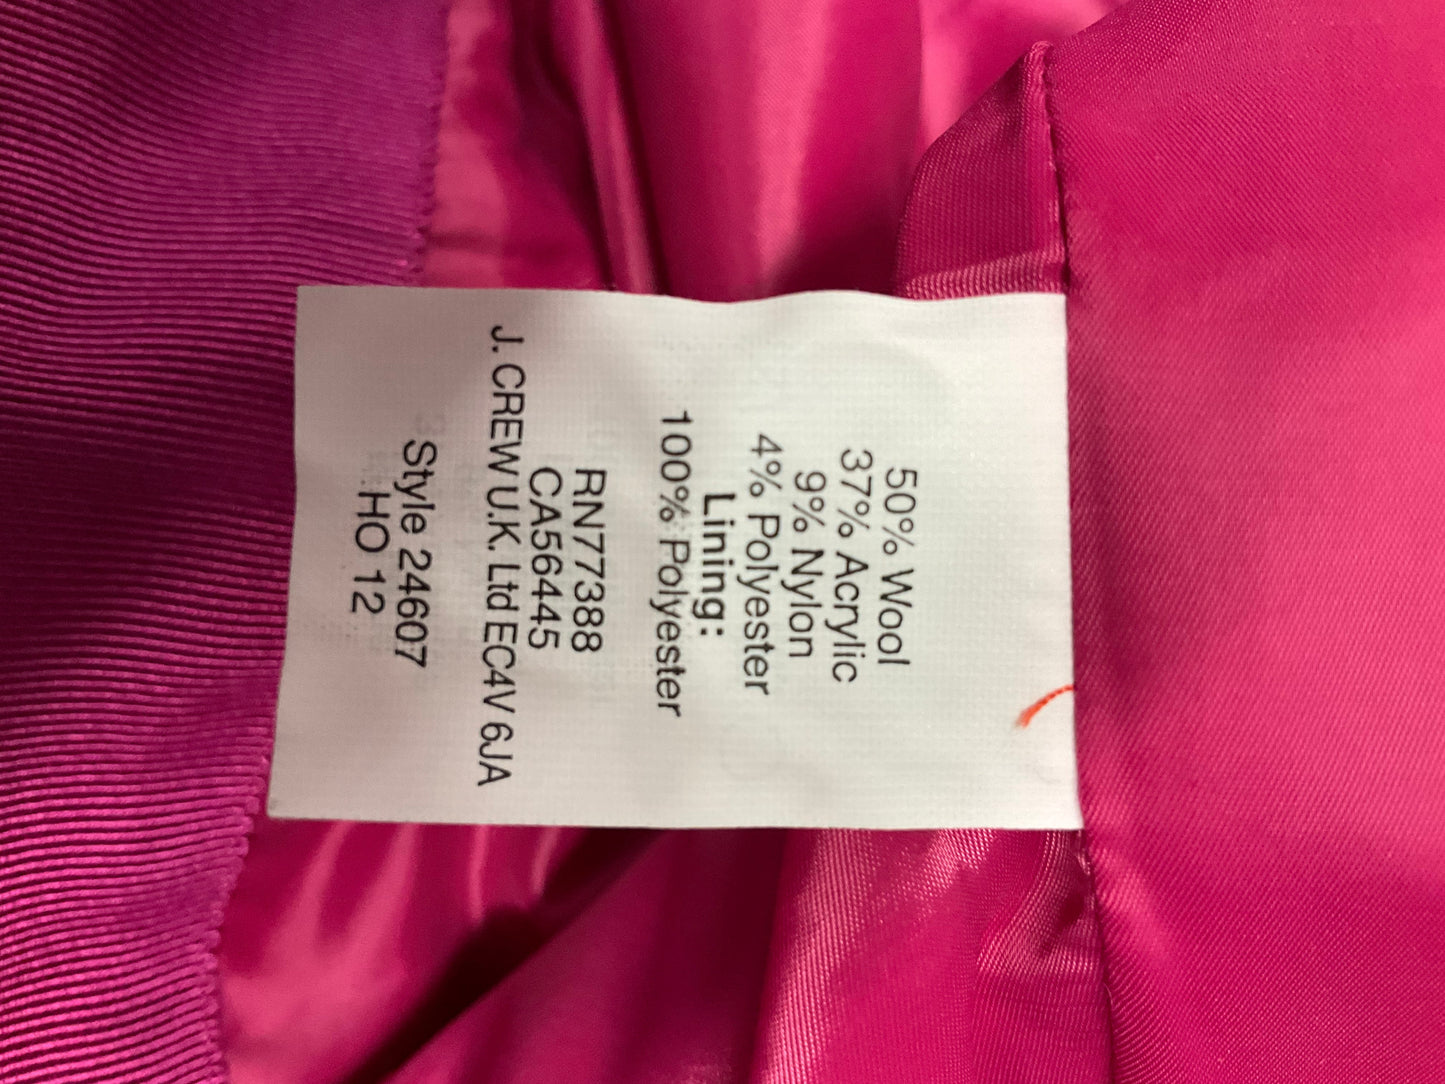 50% Wool
37% Acrylic
9% Nylon
4% Polyester
Lining:
100% Polyester
RN77388
CA56445
J. CREW U.K. Ltd EC4V 6JA
Style 24607
HO 12